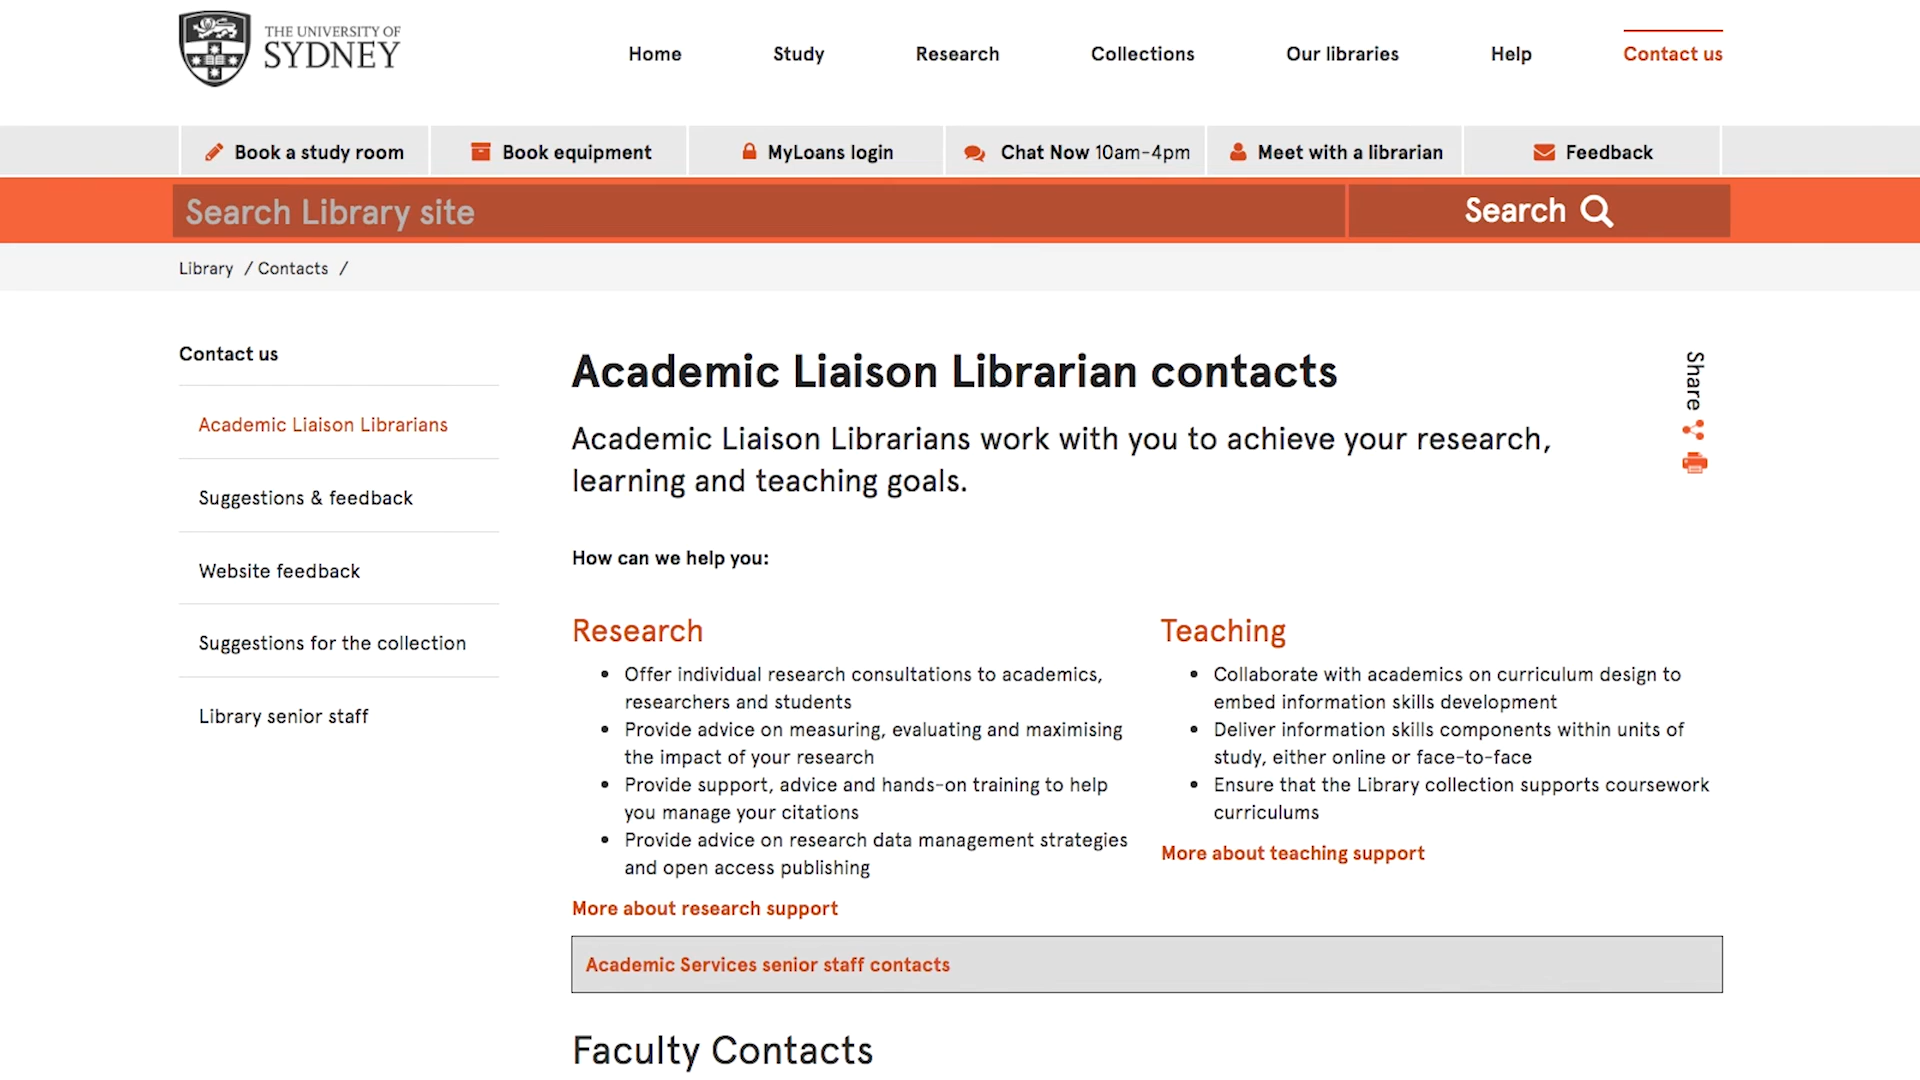 THE UNIVERSITY OF
SYDNEY
Home
Study
Research
Collections
Our libraries
Help
Contact us
Book a study room
Book equipment
MyLoans login
Chat Now 10am-4pm
Meet with a librarian
Feedback
Search Library site
Search
Library / Contacts /
Contact us
Academic Liaison Librarians
Suggestions & feedback
Website feedback
Suggestions for the collection
Library senior staff
Academic Liaison Librarian contacts
Share
Academic Liaison Librarians work with you to achieve your research,
learning and teaching goals.
How can we help you:
Research
• Offer individual research consultations to academics,
researchers and students
• Provide advice on measuring, evaluating and maximising
the impact of your research
• Provide support, advice and hands-on training to help
you manage your citations
• Provide advice on research data management strategies
and open access publishing
More about research support
Teaching
• Collaborate with academics on curriculum design to
embed information skills development
• Deliver information skills components within units of
study, either online or face-to-face
• Ensure that the Library collection supports coursework
curriculums
More about teaching support
Academic Services senior staff contacts
Faculty Contacts